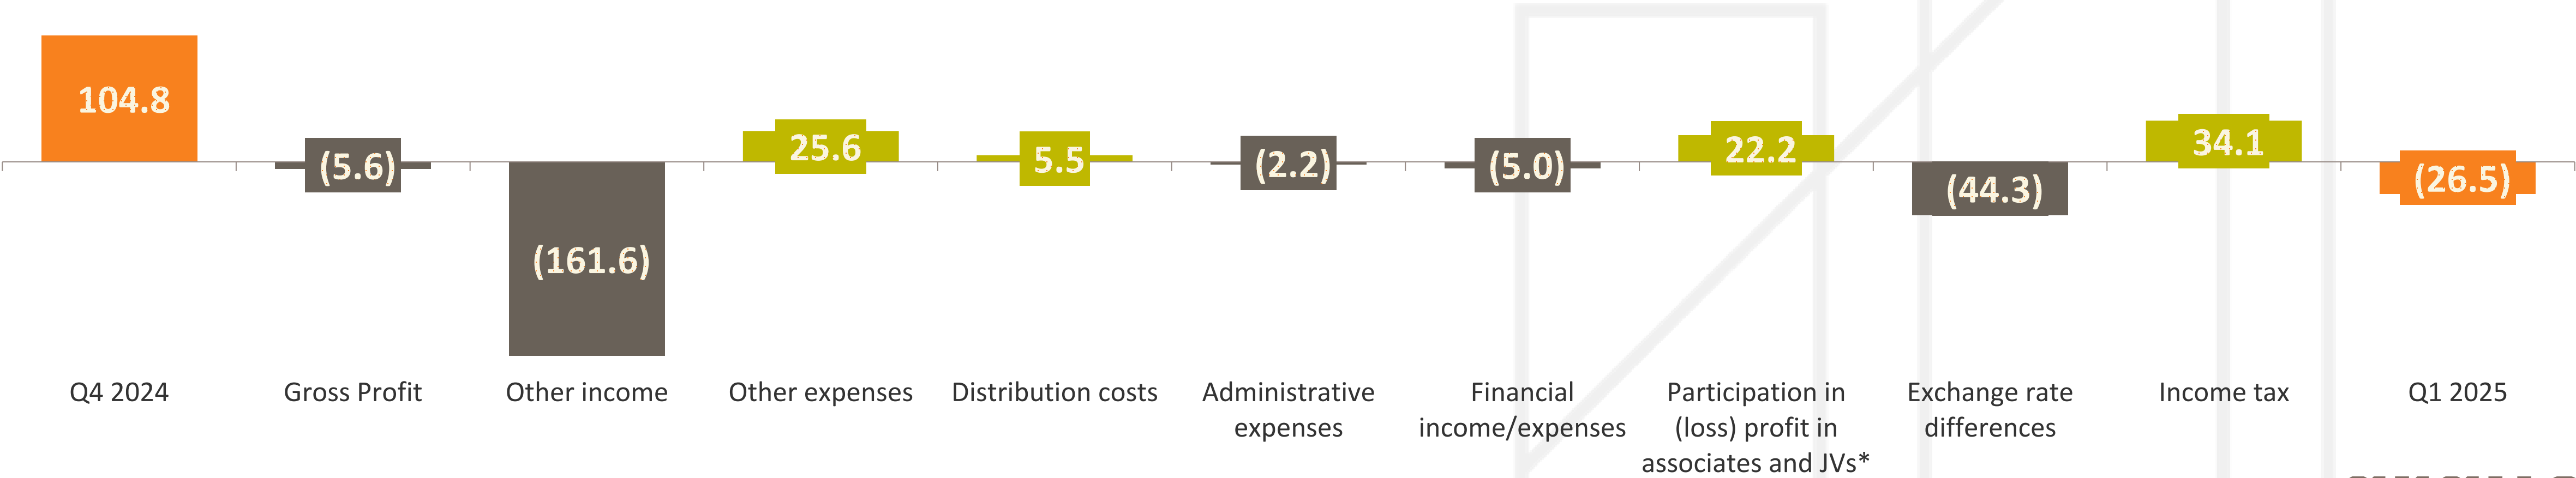 104.8
(5.6)
(161.6)
25.6
5.5
(2.2)
(5.0)
22.2
(44.3)
34.1
(26.5)
Q4 2024
Gross Profit
Other income
Other expenses
Distribution costs
Administrative
expenses
Financial
income/expenses
Participation in
(loss) profit in
associates and JVs*
Exchange rate
differences
Income tax
Q1 2025